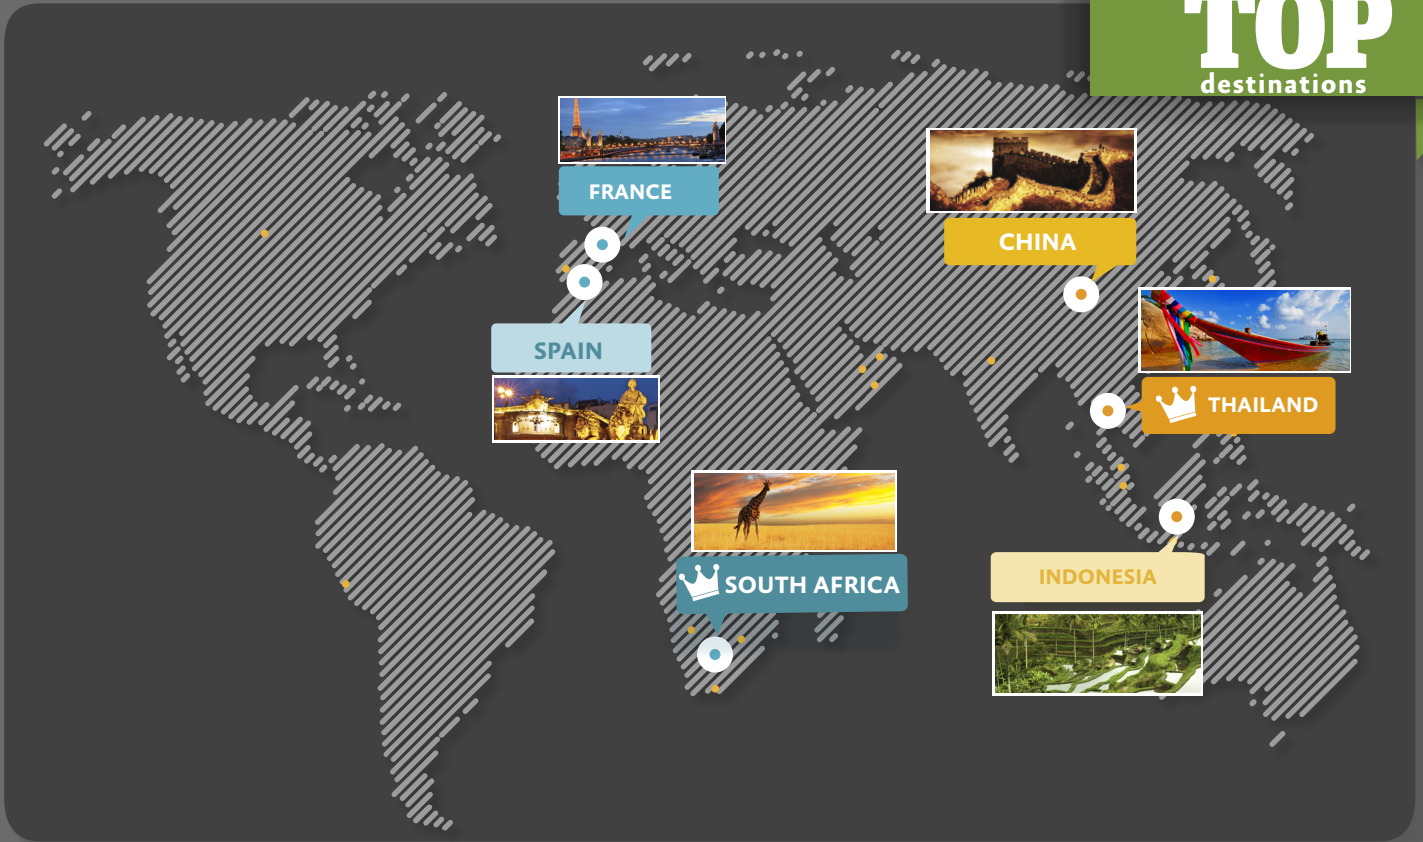 TOP
destinations
FRANCE
CHINA
SPAIN
THAILAND
SOUTH AFRICA
INDONESIA